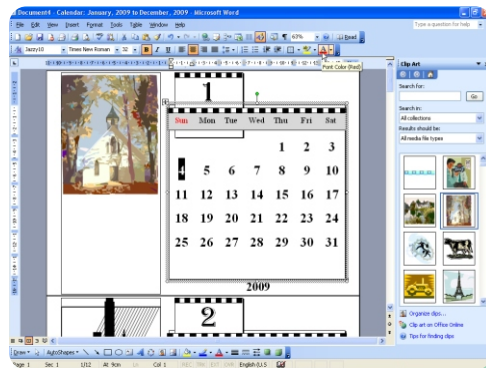 Document4 - Calendar: January, 2009 to December, 2009 - Microsoft Word
File Edit View Insert Format Tools Table Window Help
Type a question for help
63% Read
Jazzy10 Times New Roman 32 B I U
Font Color (Red)
Clip Art
Search for:
Go
Search in:
All collections
Results should be:
All media file types
1
Sun Mon Tue Wed Thu Fri Sat
1 2 3
4 5 6 7 8 9 10
11 12 13 14 15 16 17
18 19 20 21 22 23 24
25 26 27 28 29 30 31
2009
2
Organize clips...
Clip art on Office Online
Tips for finding clips
Draw AutoShapes
Page 1 Sec 1 1/12 At 9cm Ln Col 1 REC TRK EXT OVR English (U.S